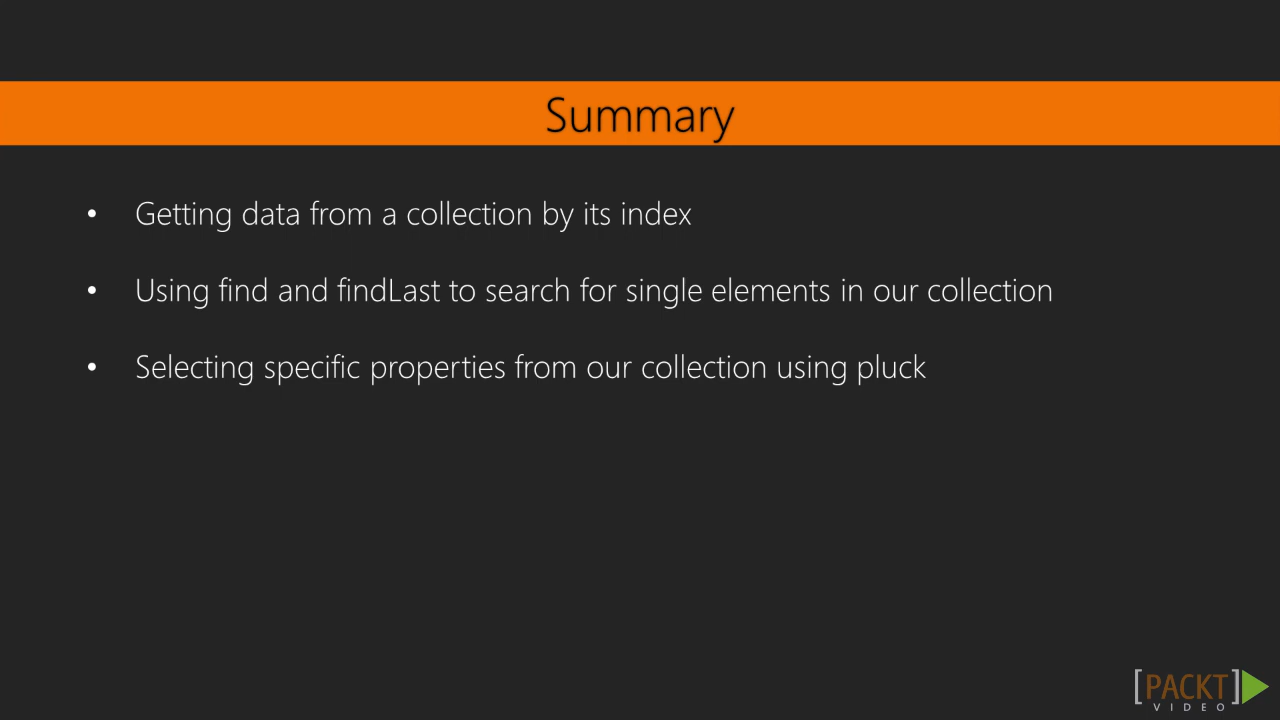 Summary
• Getting data from a collection by its index
• Using find and findLast to search for single elements in our collection
• Selecting specific properties from our collection using pluck
[PACKT]
VIDEO